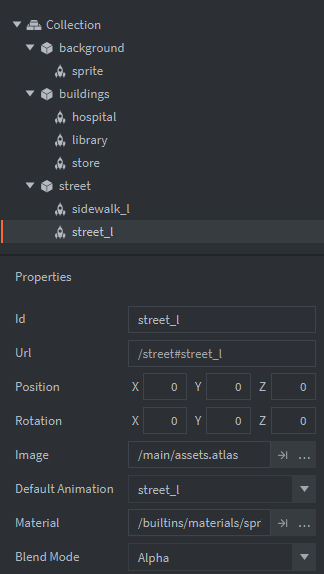 Collection
background
sprite
buildings
hospital
library
store
street
sidewalk_l
street_l
Properties
Id street_l
Url /street#street_l
Position X 0 Y 0 Z 0
Rotation X 0 Y 0 Z 0
Image /main/assets.atlas ...
Default Animation street_l
Material /builtins/materials/spr ...
Blend Mode Alpha